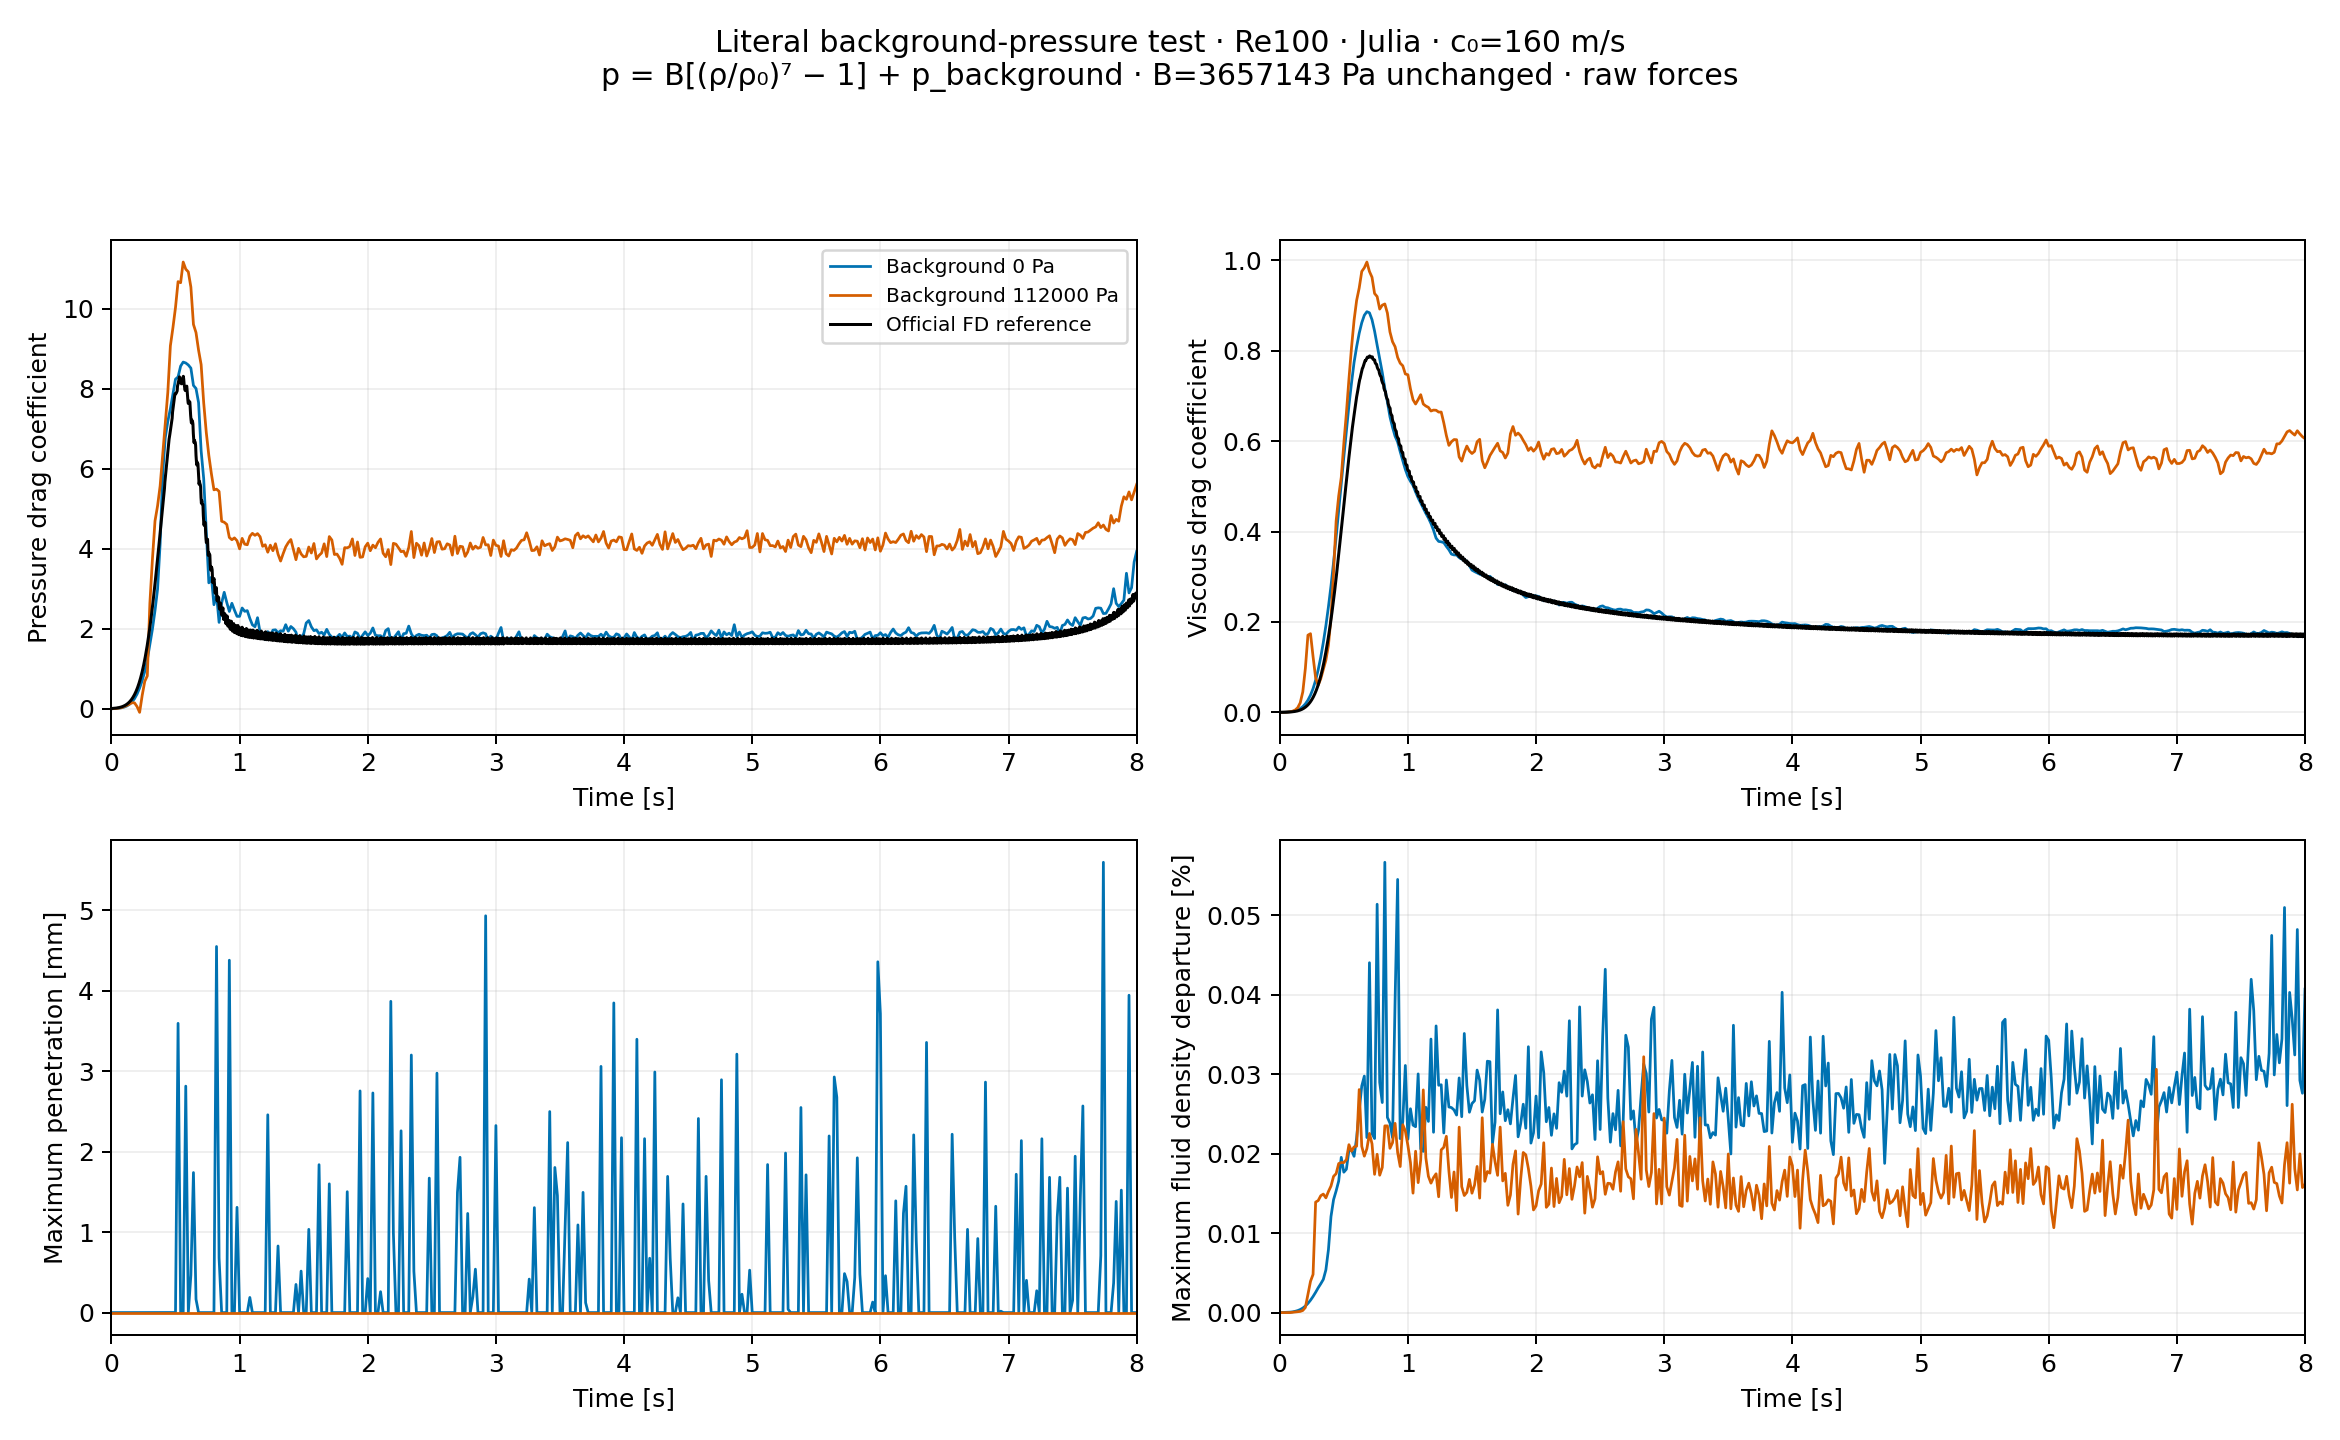 Literal background-pressure test · Re100 · Julia · c₀=160 m/s
p = B[(ρ/ρ₀)⁷ − 1] + p_background · B=3657143 Pa unchanged · raw forces
Pressure drag coefficient
10
8
6
4
2
0
Background 0 Pa
Background 112000 Pa
Official FD reference
0 1 2 3 4 5 6 7 8
Time [s]
Viscous drag coefficient
1.0
0.8
0.6
0.4
0.2
0.0
0 1 2 3 4 5 6 7 8
Time [s]
Maximum penetration [mm]
5
4
3
2
1
0
0 1 2 3 4 5 6 7 8
Time [s]
Maximum fluid density departure [%]
0.05
0.04
0.03
0.02
0.01
0.00
0 1 2 3 4 5 6 7 8
Time [s]